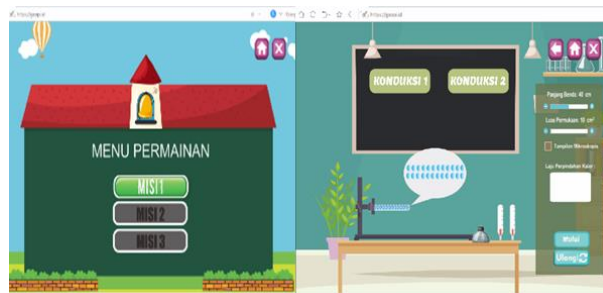 MENU PERMAINAN
MISI 1
MISI 2
MISI 3
KONDUKSI 1
KONDUKSI 2
Panjang Benda: 40 cm
Luas Permukaan: 10 cm²
Tampilan Mikroskopis
Laju Perpindahan Kalor:
Mulai
Ulangi